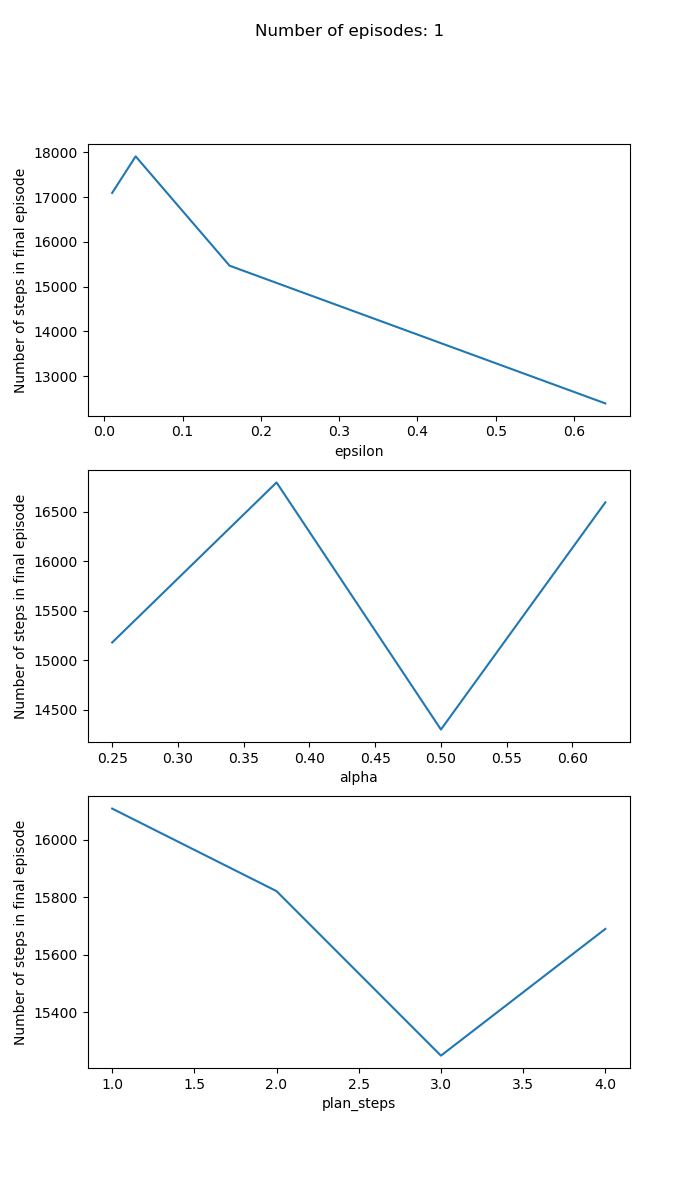 Number of episodes: 1
18000
17000
16000
15000
14000
13000
Number of steps in final episode
0.0 0.1 0.2 0.3 0.4 0.5 0.6
epsilon
16500
16000
15500
15000
14500
Number of steps in final episode
0.25 0.30 0.35 0.40 0.45 0.50 0.55 0.60
alpha
16000
15800
15600
15400
Number of steps in final episode
1.0 1.5 2.0 2.5 3.0 3.5 4.0
plan_steps